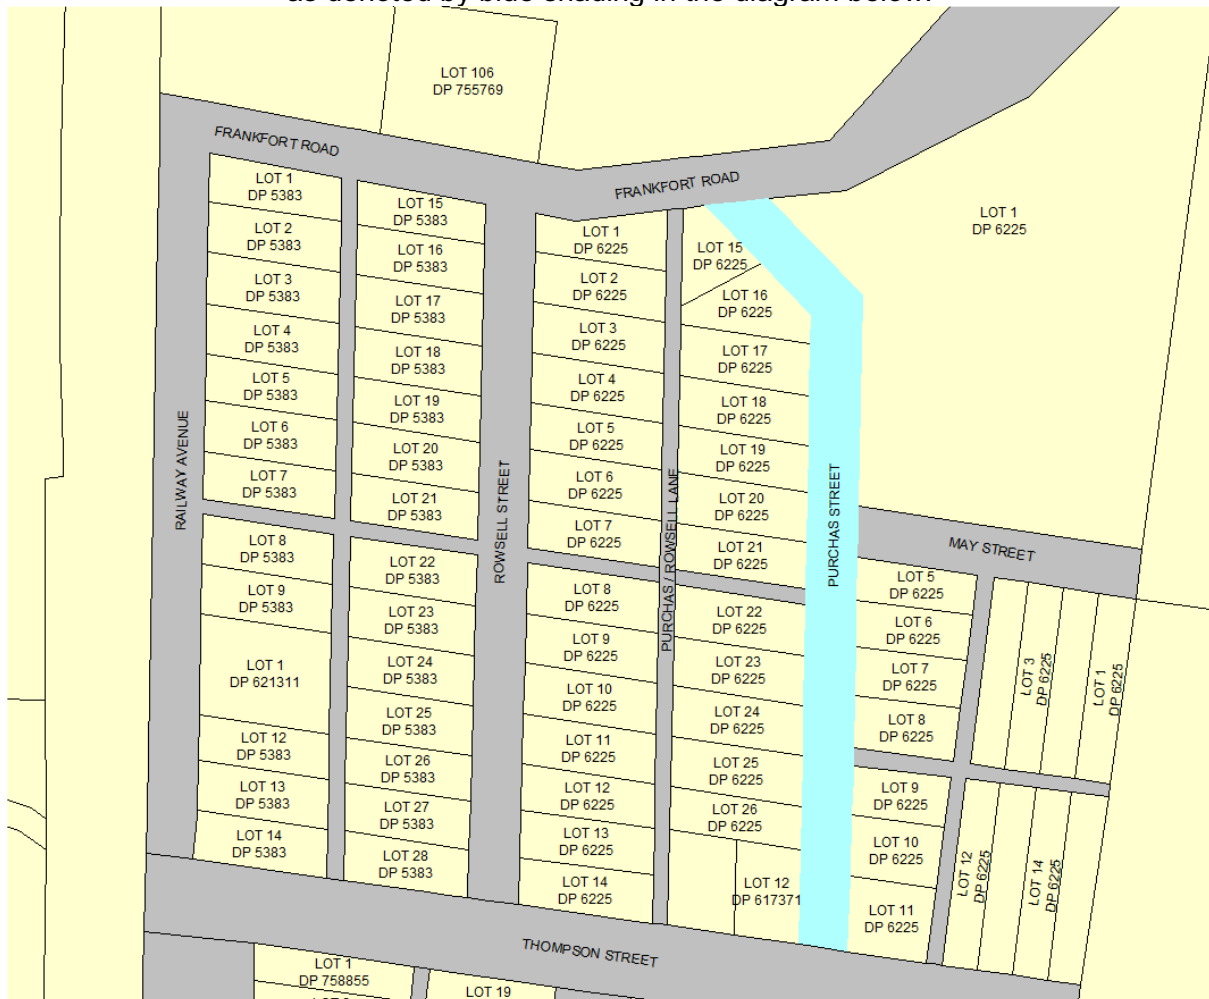 as denoted by blue shading in the diagram below.
LOT 106
DP 755769
FRANKFORT ROAD
FRANKFORT ROAD
LOT 1
DP 6225
LOT 1
DP 5383
LOT 2
DP 5383
LOT 3
DP 5383
LOT 4
DP 5383
LOT 5
DP 5383
LOT 6
DP 5383
LOT 7
DP 5383
LOT 8
DP 5383
LOT 9
DP 5383
LOT 1
DP 621311
LOT 12
DP 5383
LOT 13
DP 5383
LOT 14
DP 5383
RAILWAY AVENUE
LOT 15
DP 5383
LOT 16
DP 5383
LOT 17
DP 5383
LOT 18
DP 5383
LOT 19
DP 5383
LOT 20
DP 5383
LOT 21
DP 5383
LOT 22
DP 5383
LOT 23
DP 5383
LOT 24
DP 5383
LOT 25
DP 5383
LOT 26
DP 5383
LOT 27
DP 5383
LOT 28
DP 5383
ROWSELL STREET
LOT 1
DP 6225
LOT 2
DP 6225
LOT 3
DP 6225
LOT 4
DP 6225
LOT 5
DP 6225
LOT 6
DP 6225
LOT 7
DP 6225
LOT 8
DP 6225
LOT 9
DP 6225
LOT 10
DP 6225
LOT 11
DP 6225
LOT 12
DP 6225
LOT 13
DP 6225
LOT 14
DP 6225
PURCHAS / ROWSELL LANE
LOT 15
DP 6225
LOT 16
DP 6225
LOT 17
DP 6225
LOT 18
DP 6225
LOT 19
DP 6225
LOT 20
DP 6225
LOT 21
DP 6225
LOT 22
DP 6225
LOT 23
DP 6225
LOT 24
DP 6225
LOT 25
DP 6225
LOT 26
DP 6225
LOT 12
DP 617371
PURCHAS STREET
MAY STREET
LOT 5
DP 6225
LOT 6
DP 6225
LOT 7
DP 6225
LOT 8
DP 6225
LOT 9
DP 6225
LOT 10
DP 6225
LOT 11
DP 6225
LOT 3
DP 6225
LOT 1
DP 6225
LOT 12
DP 6225
LOT 14
DP 6225
THOMPSON STREET
LOT 1
DP 758855
LOT 19